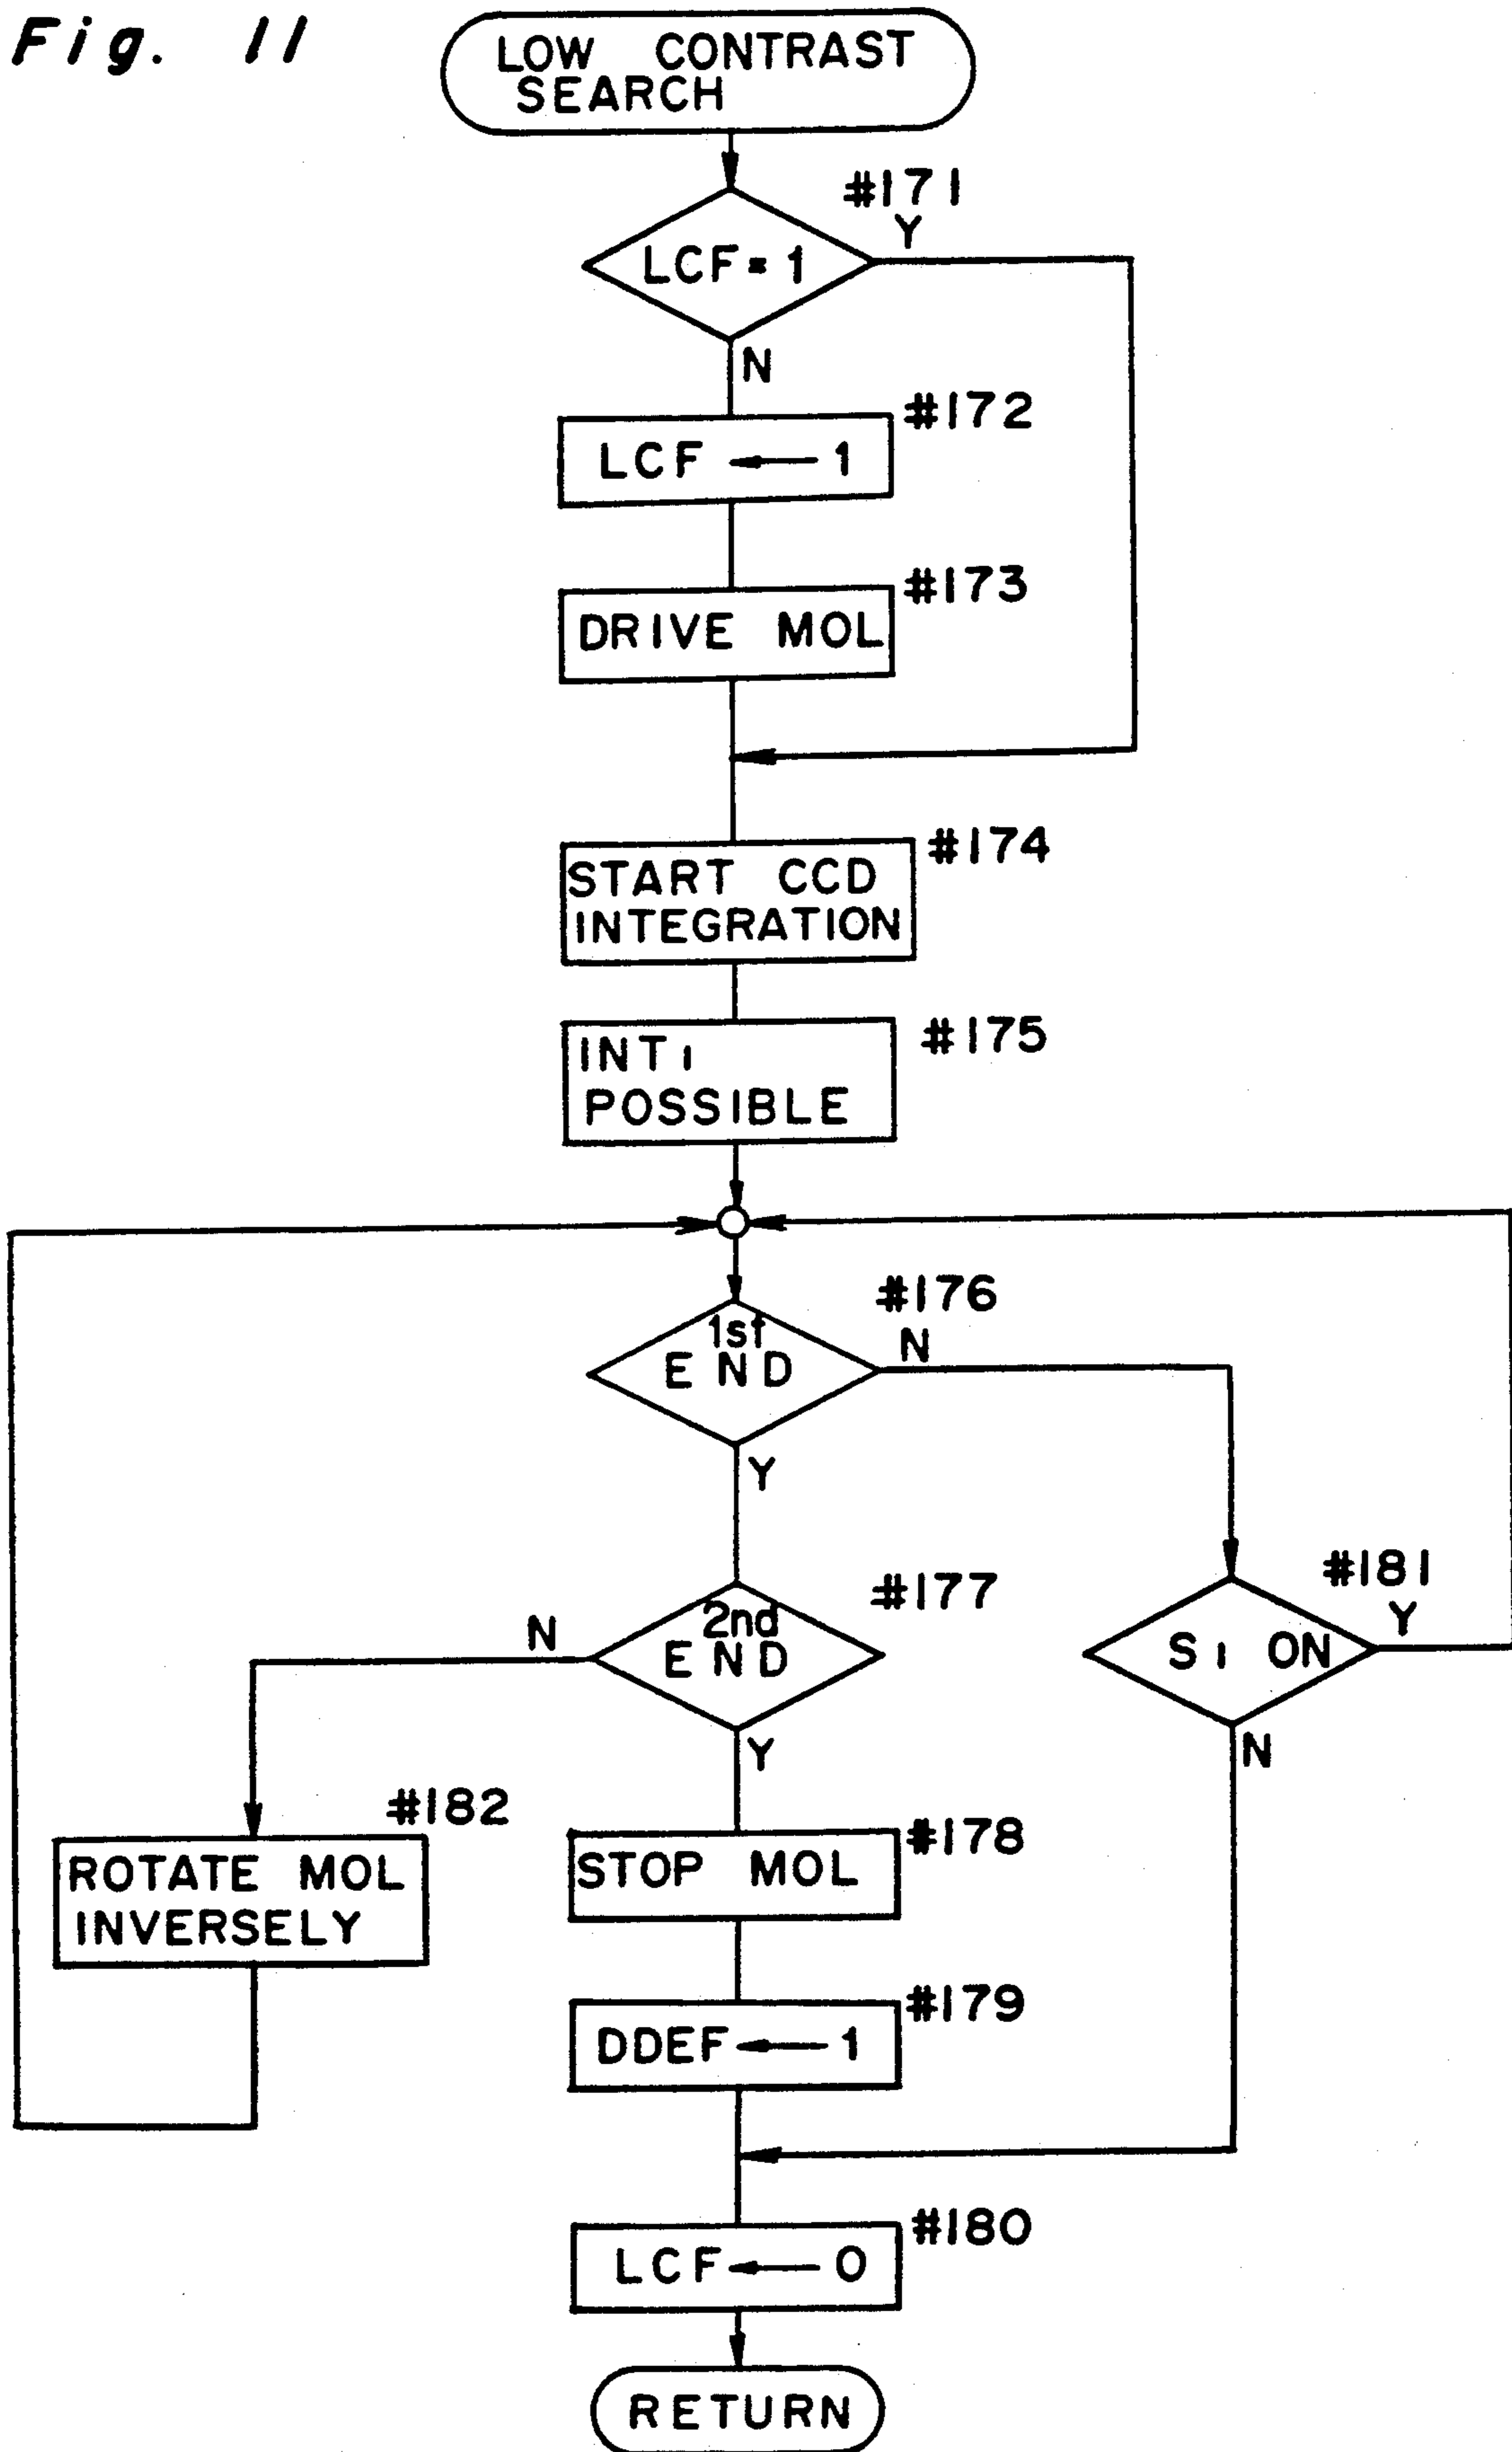 Fig. 11
LOW CONTRAST
SEARCH
#171
Y
LCF = 1
N
#172
LCF ← 1
#173
DRIVE MOL
#174
START CCD
INTEGRATION
#175
INT1
POSSIBLE
#176
1st
END
N
Y
#177
2nd
END
N
Y
#181
S1 ON
Y
N
#182
ROTATE MOL
INVERSELY
#178
STOP MOL
#179
DDEF ← 1
#180
LCF ← 0
RETURN